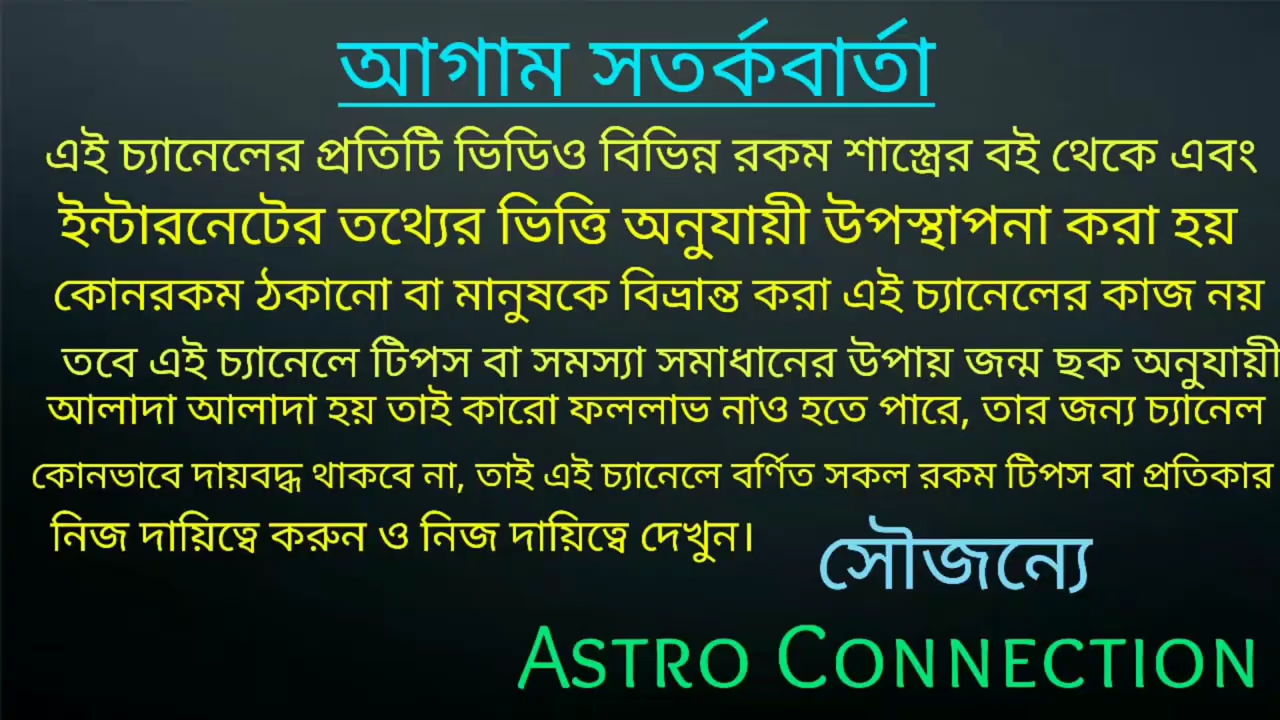 আগাম সতর্কবার্তা
এই চ্যানেলের প্রতিটি ভিডিও বিভিন্ন রকম শাস্ত্রের বই থেকে এবং
ইন্টারনেটের তথ্যের ভিত্তি অনুযায়ী উপস্থাপনা করা হয়
কোনরকম ঠকানো বা মানুষকে বিভ্রান্ত করা এই চ্যানেলের কাজ নয়
তবে এই চ্যানেলে টিপস বা সমস্যা সমাধানের উপায় জন্ম ছক অনুযায়ী
আলাদা আলাদা হয় তাই কারো ফললাভ নাও হতে পারে, তার জন্য চ্যানেল
কোনভাবে দায়বদ্ধ থাকবে না, তাই এই চ্যানেলে বর্ণিত সকল রকম টিপস বা প্রতিকার
নিজ দায়িত্বে করুন ও নিজ দায়িত্বে দেখুন।
সৌজন্যে
ASTRO CONNECTION